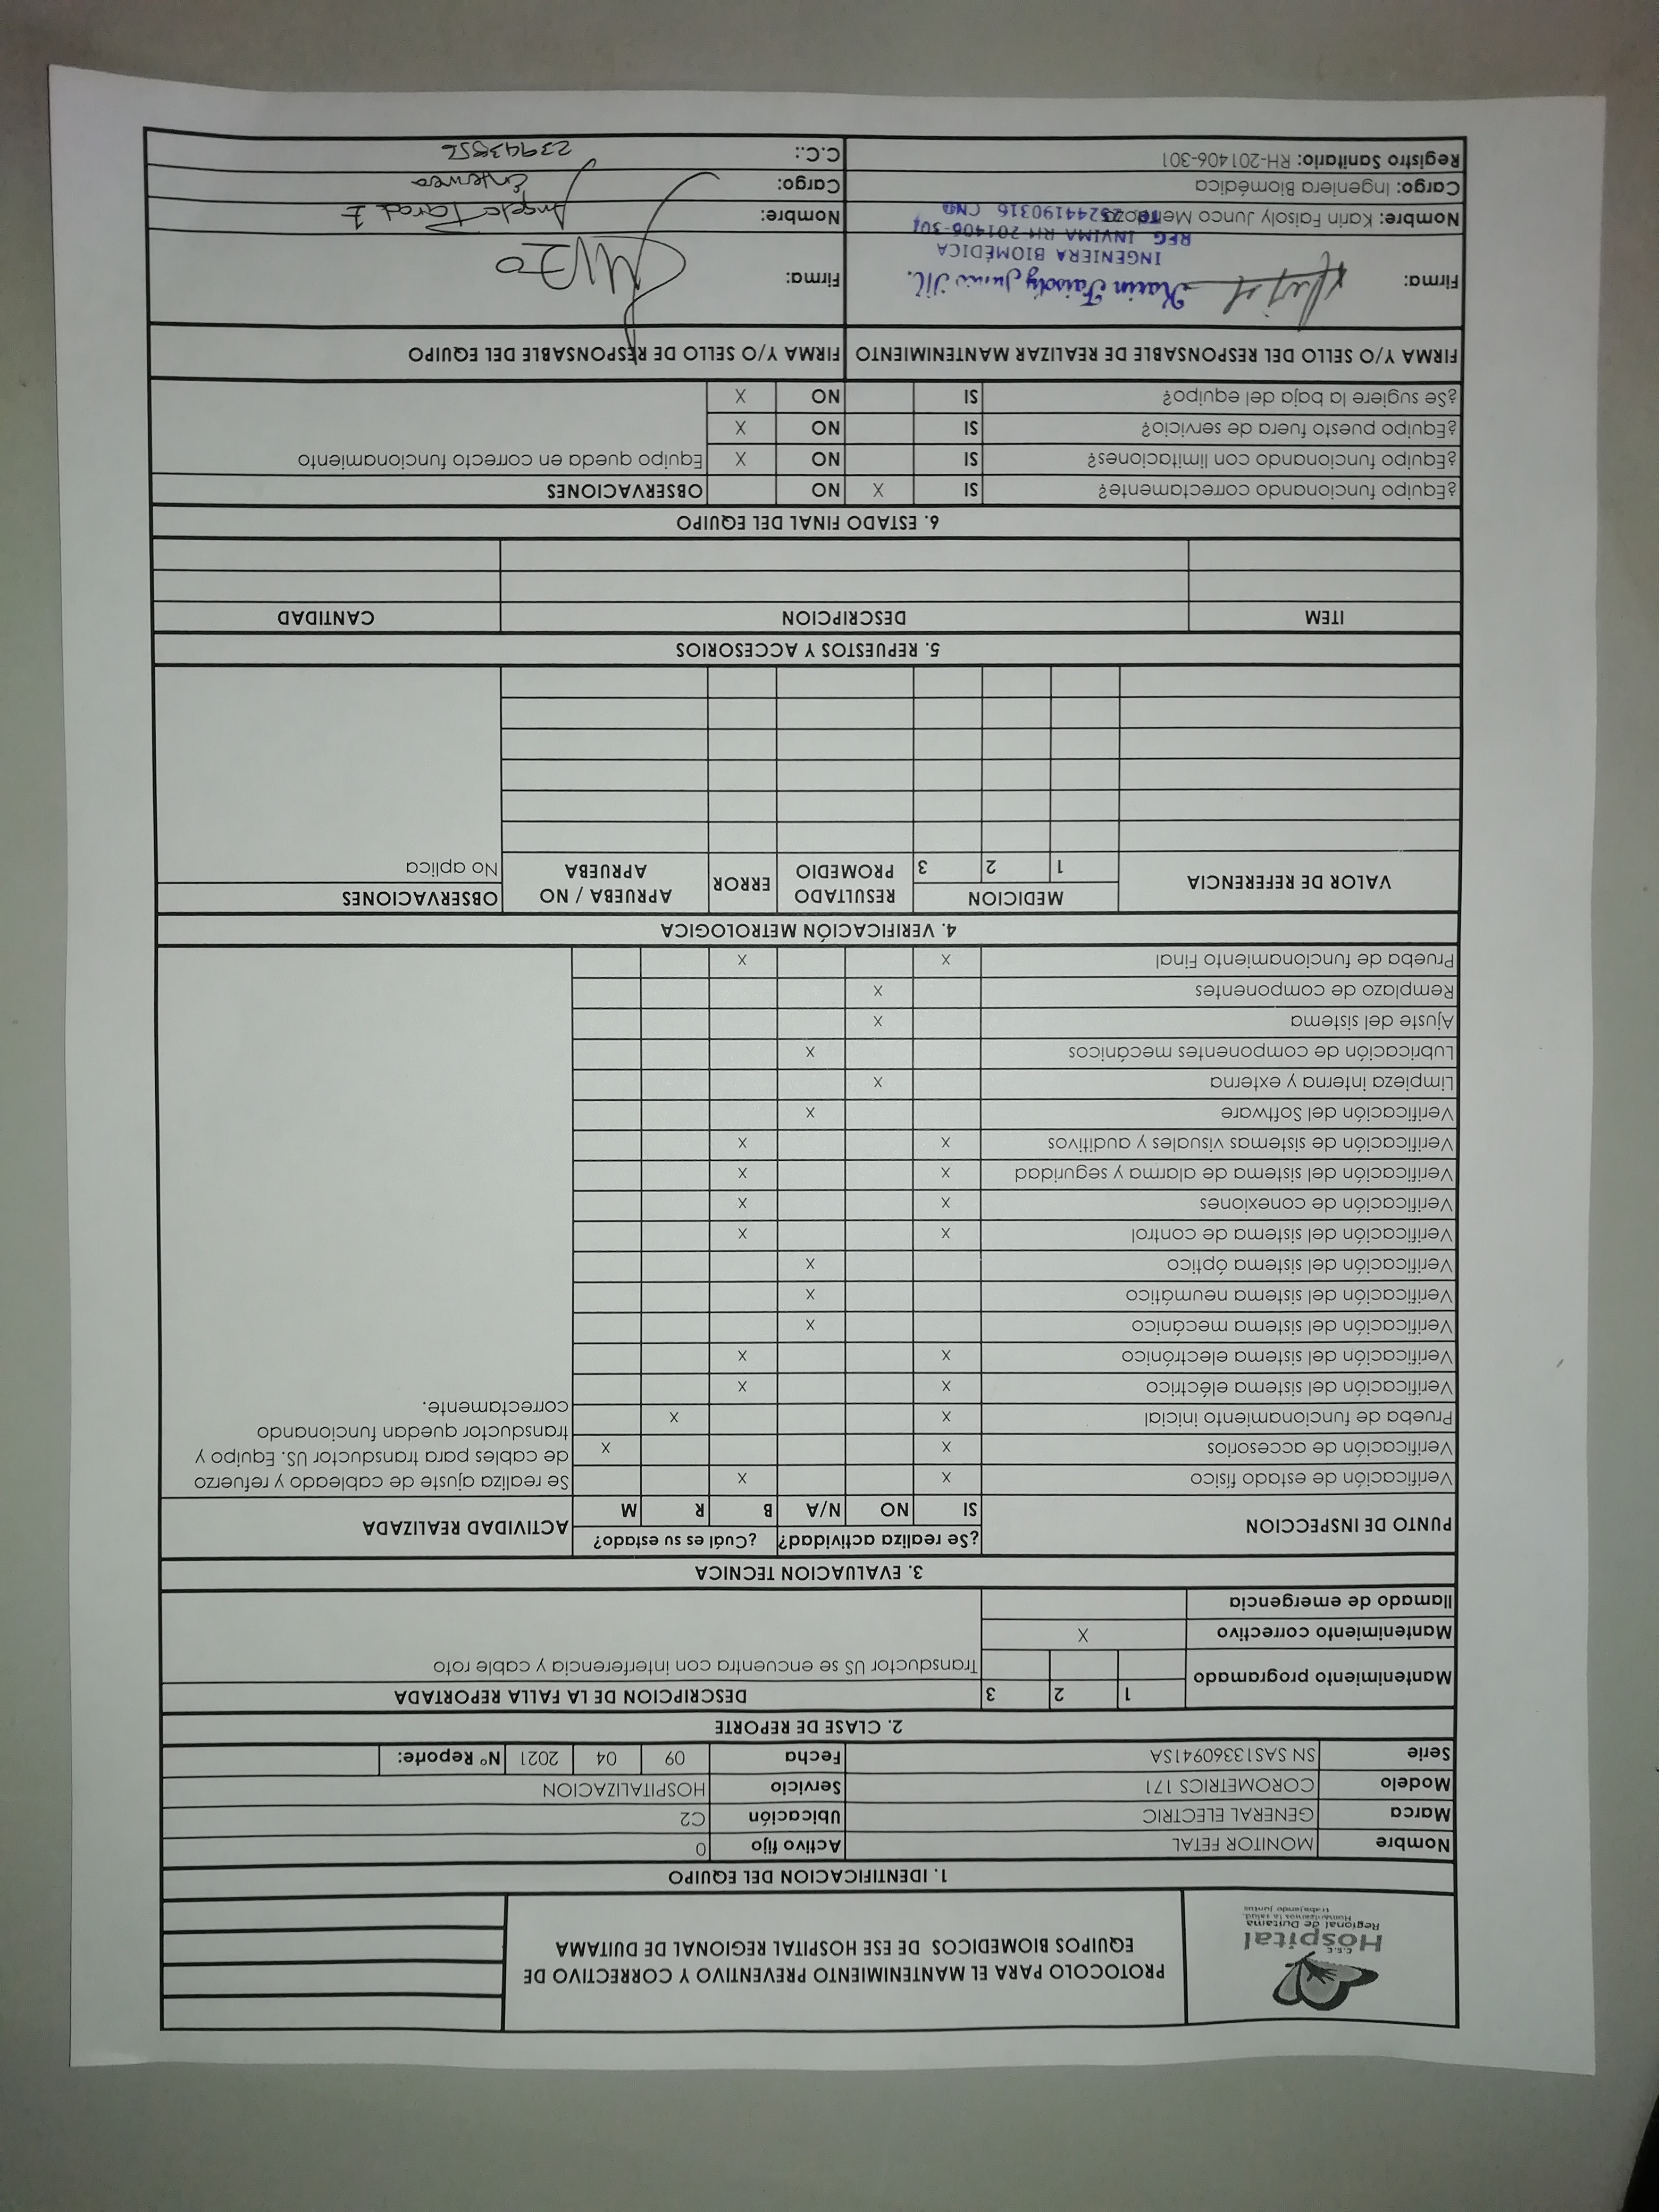 E.S.E
Hospital
Regional de Duitama
Humanizamos la salud,
trabajando juntos
PROTOCOLO PARA EL MANTENIMIENTO PREVENTIVO Y CORRECTIVO DE
EQUIPOS BIOMEDICOS DE ESE HOSPITAL REGIONAL DE DUITAMA
1. IDENTIFICACION DEL EQUIPO
Nombre MONITOR FETAL Activo fijo 0
Marca GENERAL ELECTRIC Ubicación C2
Modelo COROMETRICS 171 Servicio HOSPITALIZACION
Serie SN SAS13360941SA Fecha 09 04 2021 N° Reporte:
2. CLASE DE REPORTE
Mantenimiento programado 1 2 3 DESCRIPCION DE LA FALLA REPORTADA
Transductor US se encuentra con interferencia y cable roto
Mantenimiento correctivo X
llamado de emergencia
3. EVALUACION TECNICA
PUNTO DE INSPECCION ¿Se realiza actividad? ¿Cuál es su estado? ACTIVIDAD REALIZADA
SI NO N/A B R M
Verificación de estado físico X X Se realiza ajuste de cableado y refuerzo
Verificación de accesorios X X de cables para transductor US. Equipo y
Prueba de funcionamiento inicial X X transductor quedan funcionando
correctamente.
Verificación del sistema eléctrico X X
Verificación del sistema electrónico X X
Verificación del sistema mecánico X
Verificación del sistema neumático X
Verificación del sistema óptico X
Verificación del sistema de control X X
Verificación de conexiones X X
Verificación del sistema de alarma y seguridad X X
Verificación de sistemas visuales y auditivos X X
Verificación del Software X
Limpieza interna y externa X
Lubricación de componentes mecánicos X
Ajuste del sistema X
Remplazo de componentes X
Prueba de funcionamiento Final X X
4. VERIFICACIÓN METROLOGICA
VALOR DE REFERENCIA MEDICION RESULTADO PROMEDIO ERROR APRUEBA / NO APRUEBA OBSERVACIONES
1 2 3 No aplica
5. REPUESTOS Y ACCESORIOS
ITEM DESCRIPCION CANTIDAD
6. ESTADO FINAL DEL EQUIPO
¿Equipo funcionando correctamente? SI X NO OBSERVACIONES
¿Equipo funcionando con limitaciones? SI NO X Equipo queda en correcto funcionamiento
¿Equipo puesto fuera de servicio? SI NO X
¿Se sugiere la baja del equipo? SI NO X
FIRMA Y/O SELLO DEL RESPONSABLE DE REALIZAR MANTENIMIENTO FIRMA Y/O SELLO DE RESPONSABLE DEL EQUIPO
Firma: Karin Faisoly Junco M. Firma:
INGENIERA BIOMÉDICA
REG. INVIMA RH-201406-301
Nombre: Karin Faisoly Junco Mendoza Nombre: Angela
25244190316 CND
Cargo: Ingeniera Biomédica Cargo: Enfermera
Registro Sanitario: RH-201406-301 C.C.: 23943856